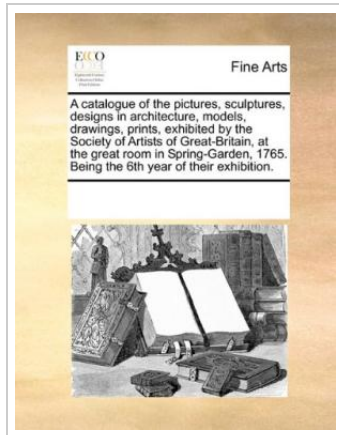 ECCO
Fine Arts
A catalogue of the pictures, sculptures,
designs in architecture, models,
drawings, prints, exhibited by the
Society of Artists of Great-Britain, at
the great room in Spring-Garden, 1765.
Being the 6th year of their exhibition.